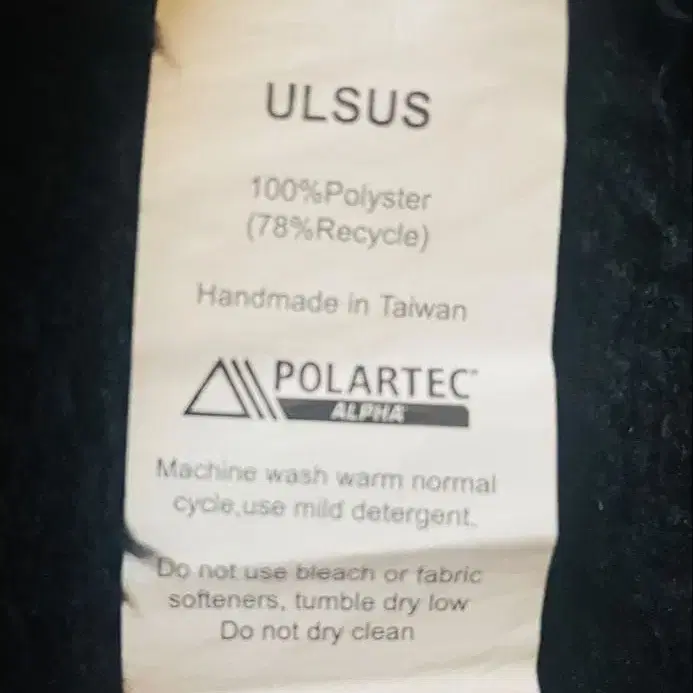 ULSUS
100%Polyster
(78%Recycle)
Handmade in Taiwan
POLARTEC™
ALPHA
Machine wash warm normal
cycle,use mild detergent.
Do not use bleach or fabric
softeners, tumble dry low
Do not dry clean